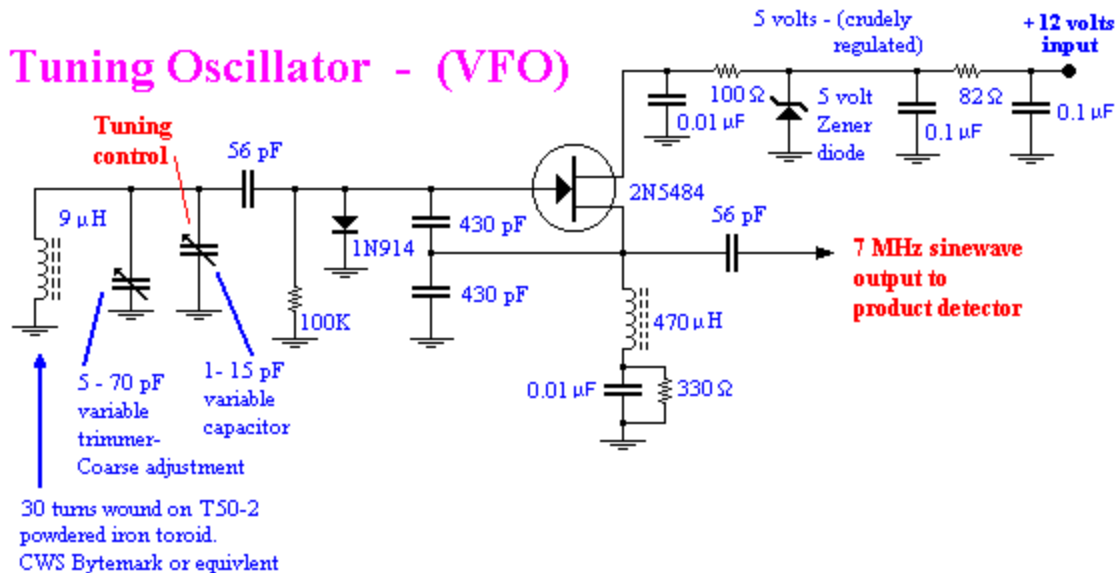 Tuning Oscillator - (VFO)
5 volts - (crudely
regulated)
+12 volts
input
100Ω
0.01 µF
5 volt
Zener
diode
82Ω
0.1 µF
0.1 µF
Tuning
control
56 pF
9 µH
2N5484
430 pF
1N914
430 pF
100K
56 pF
7 MHz sinewave
output to
product detector
470 µH
0.01 µF
330 Ω
5 - 70 pF
variable
trimmer-
Coarse adjustment
1- 15 pF
variable
capacitor
30 turns wound on T50-2
powdered iron toroid.
CWS Bytemark or equivlent